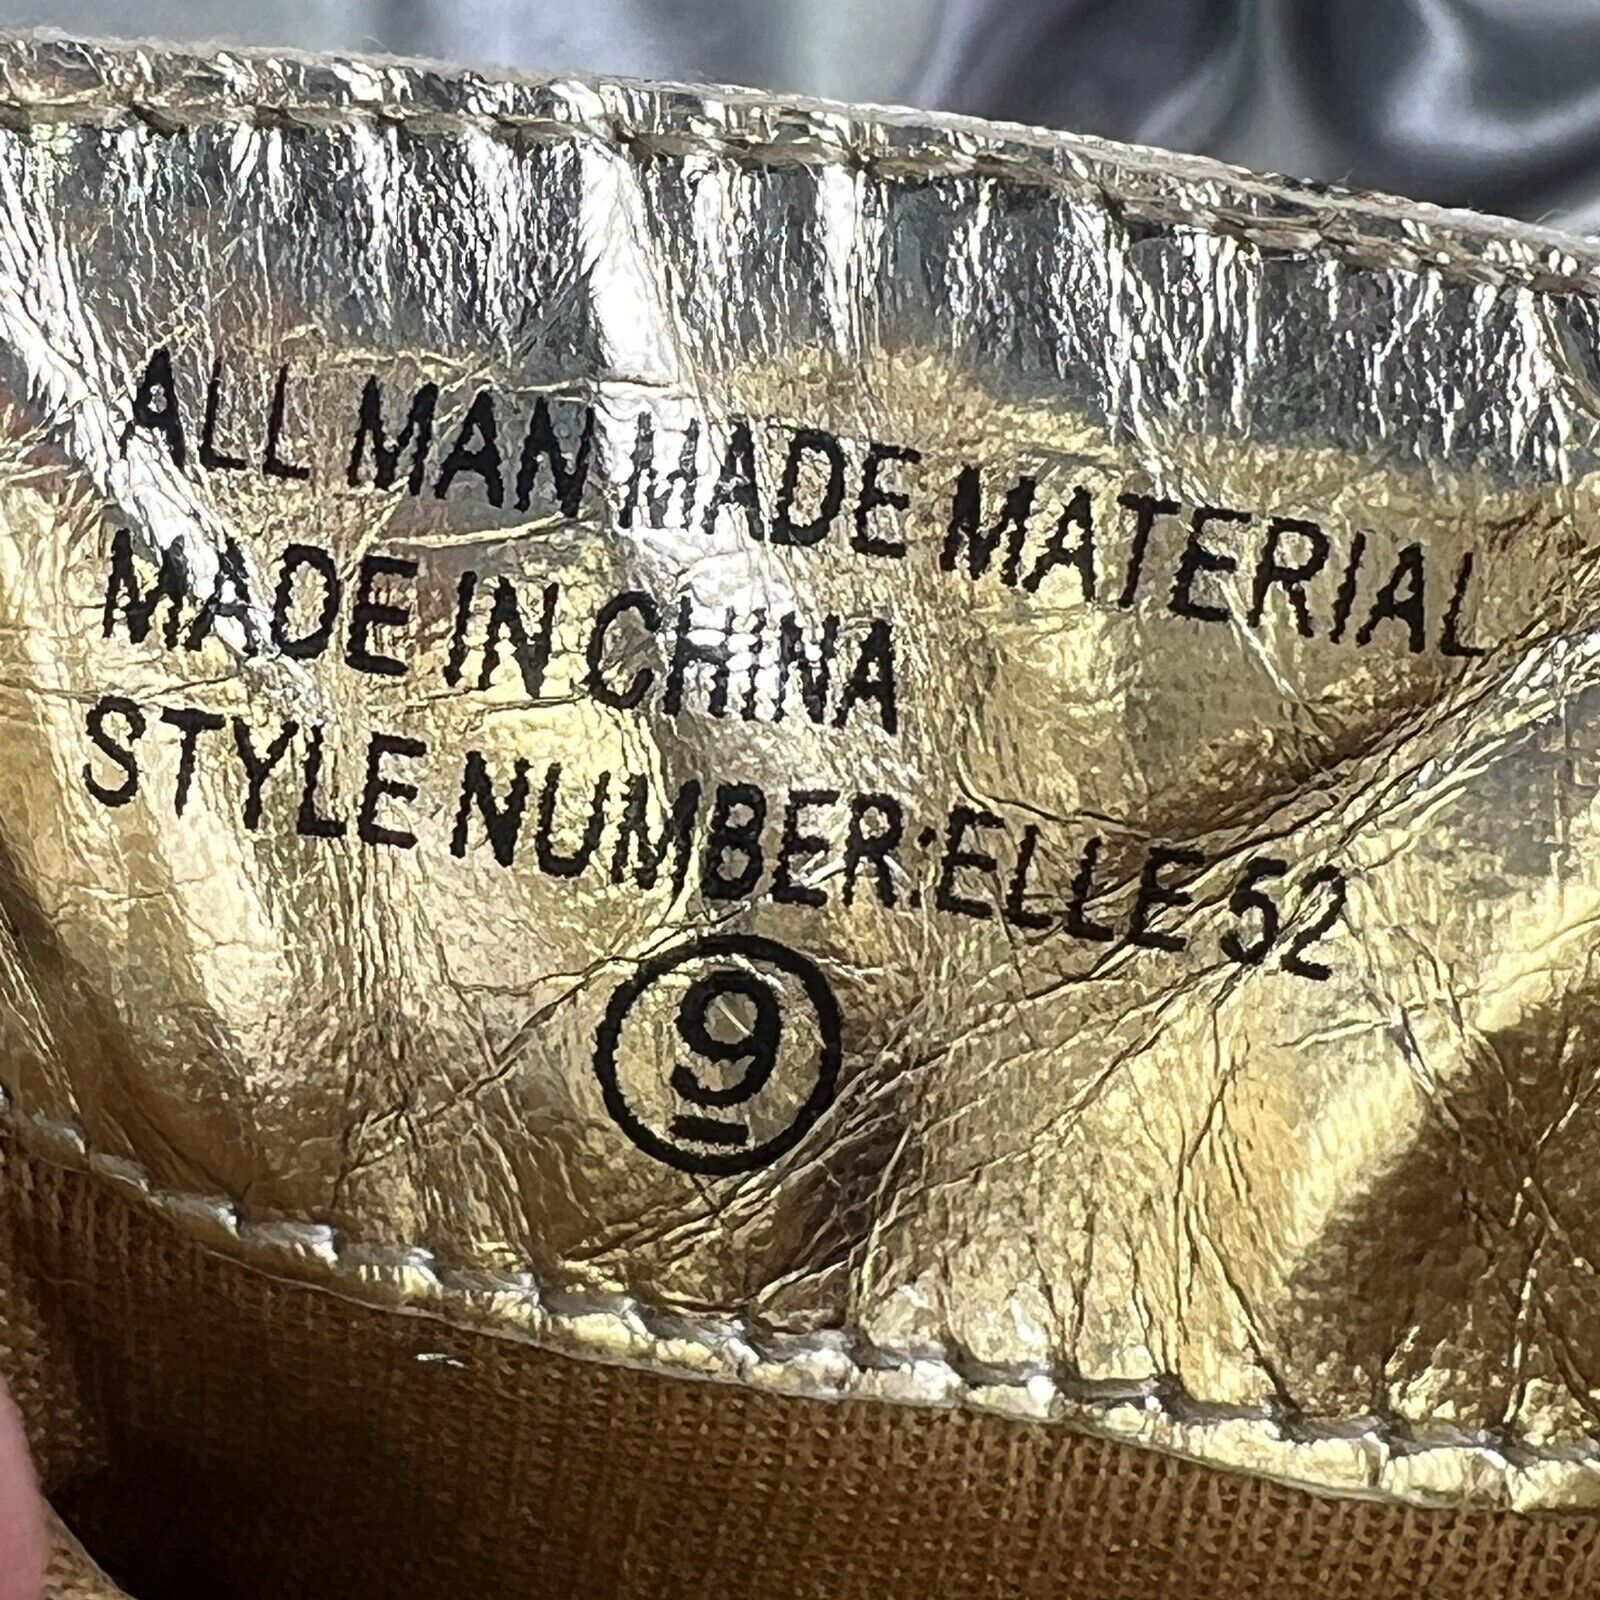 ALL MAN MADE MATERIAL
MADE IN CHINA
STYLE NUMBER:ELLE 52
9